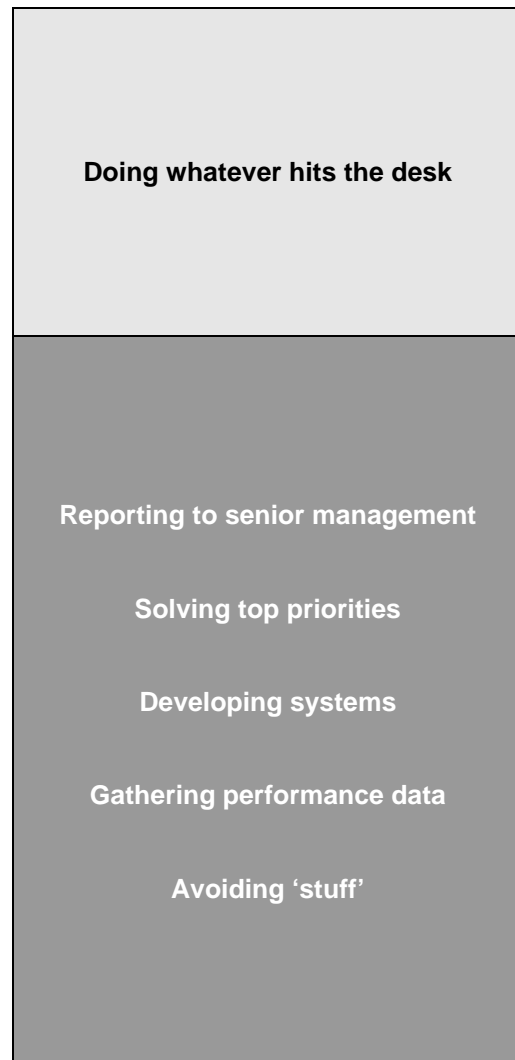 Doing whatever hits the desk
Reporting to senior management
Solving top priorities
Developing systems
Gathering performance data
Avoiding ‘stuff’